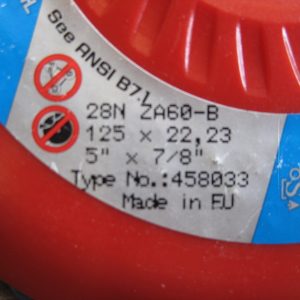 See ANSI B7.1
28N ZA60-B
125 x 22,23
5" x 7/8"
Type No.:458033
Made in EU